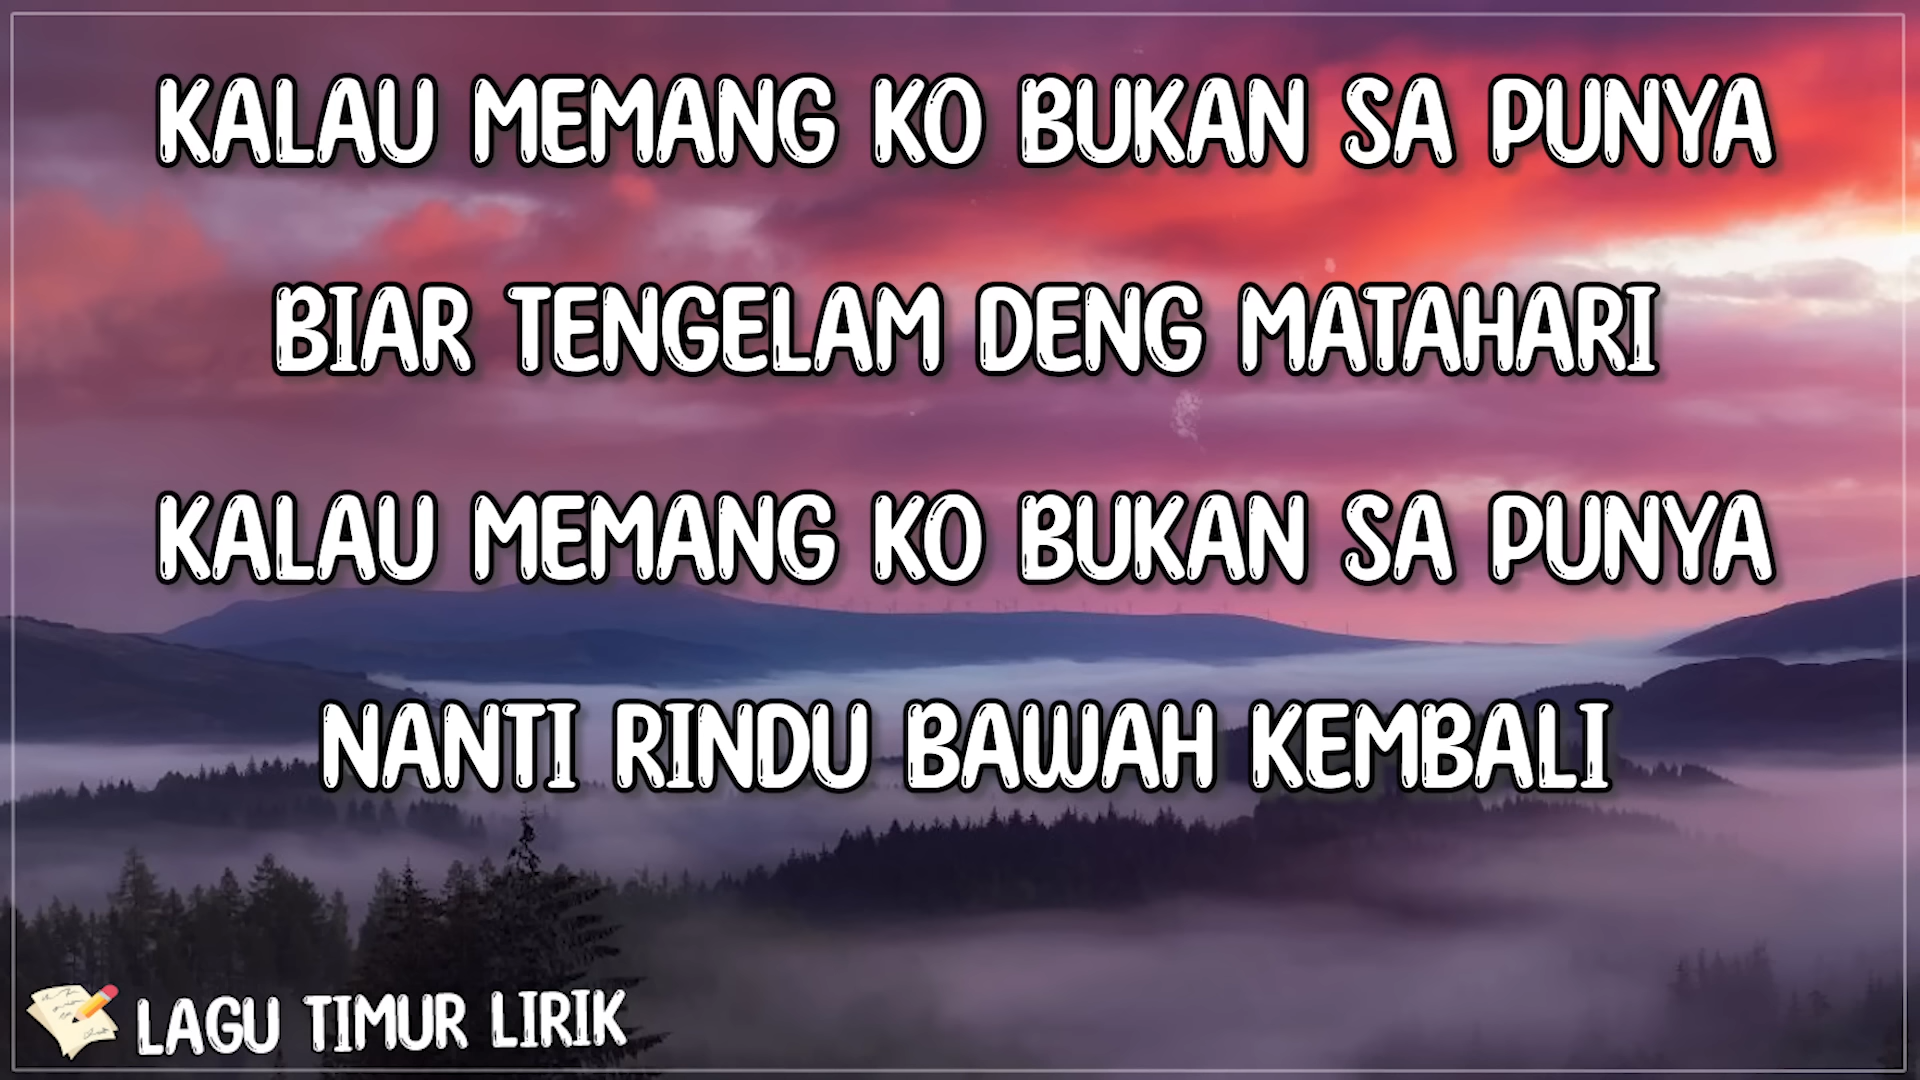 KALAU MEMANG KO BUKAN SA PUNYA
BIAR TENGELAM DENG MATAHARI
KALAU MEMANG KO BUKAN SA PUNYA
NANTI RINDU BAWAH KEMBALI
LAGU TIMUR LIRIK